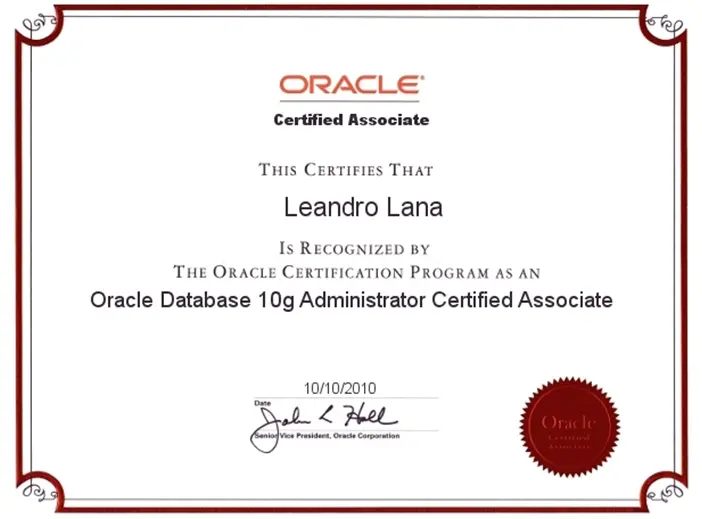 ORACLE®
Certified Associate
THIS CERTIFIES THAT
Leandro Lana
IS RECOGNIZED BY
THE ORACLE CERTIFICATION PROGRAM AS AN
Oracle Database 10g Administrator Certified Associate
10/10/2010
Date
John L Hall
Senior Vice President, Oracle Corporation
Oracle
Certified
Associate